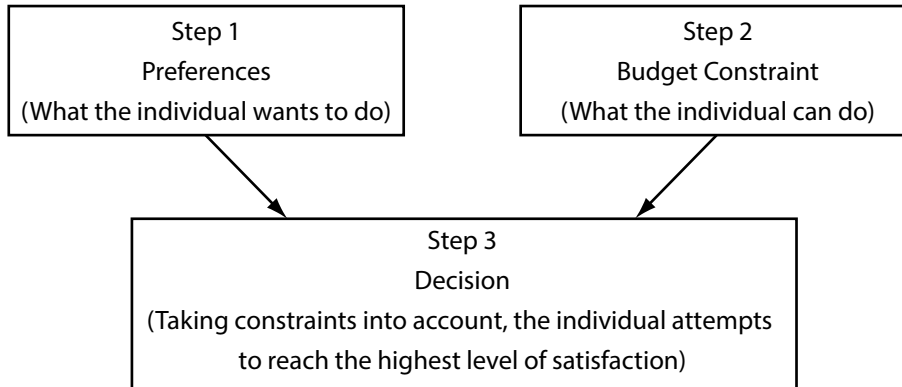 Step 1
Preferences
(What the individual wants to do)
Step 2
Budget Constraint
(What the individual can do)
Step 3
Decision
(Taking constraints into account, the individual attempts
to reach the highest level of satisfaction)